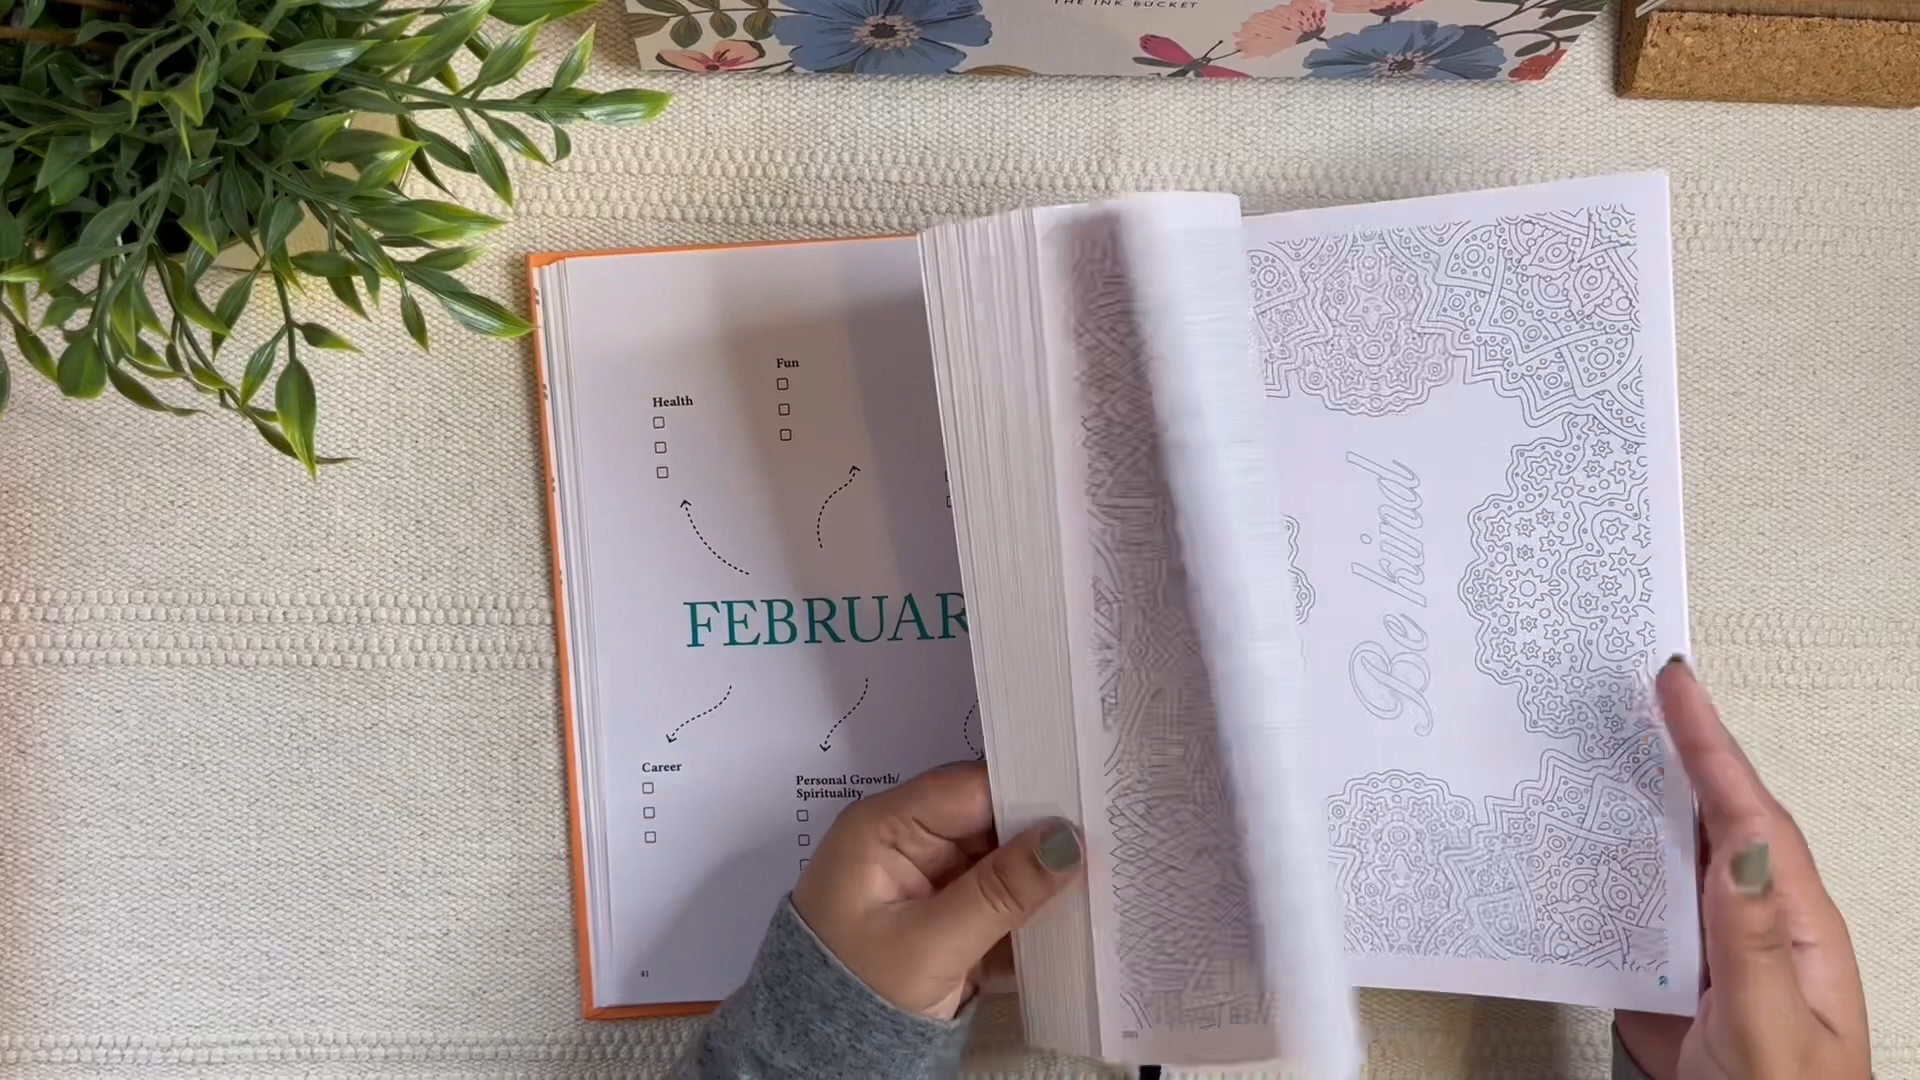 THE INK BUCKET
Fun
Health
FEBRUAR
Career
Personal Growth/
Spirituality
41
Be kind